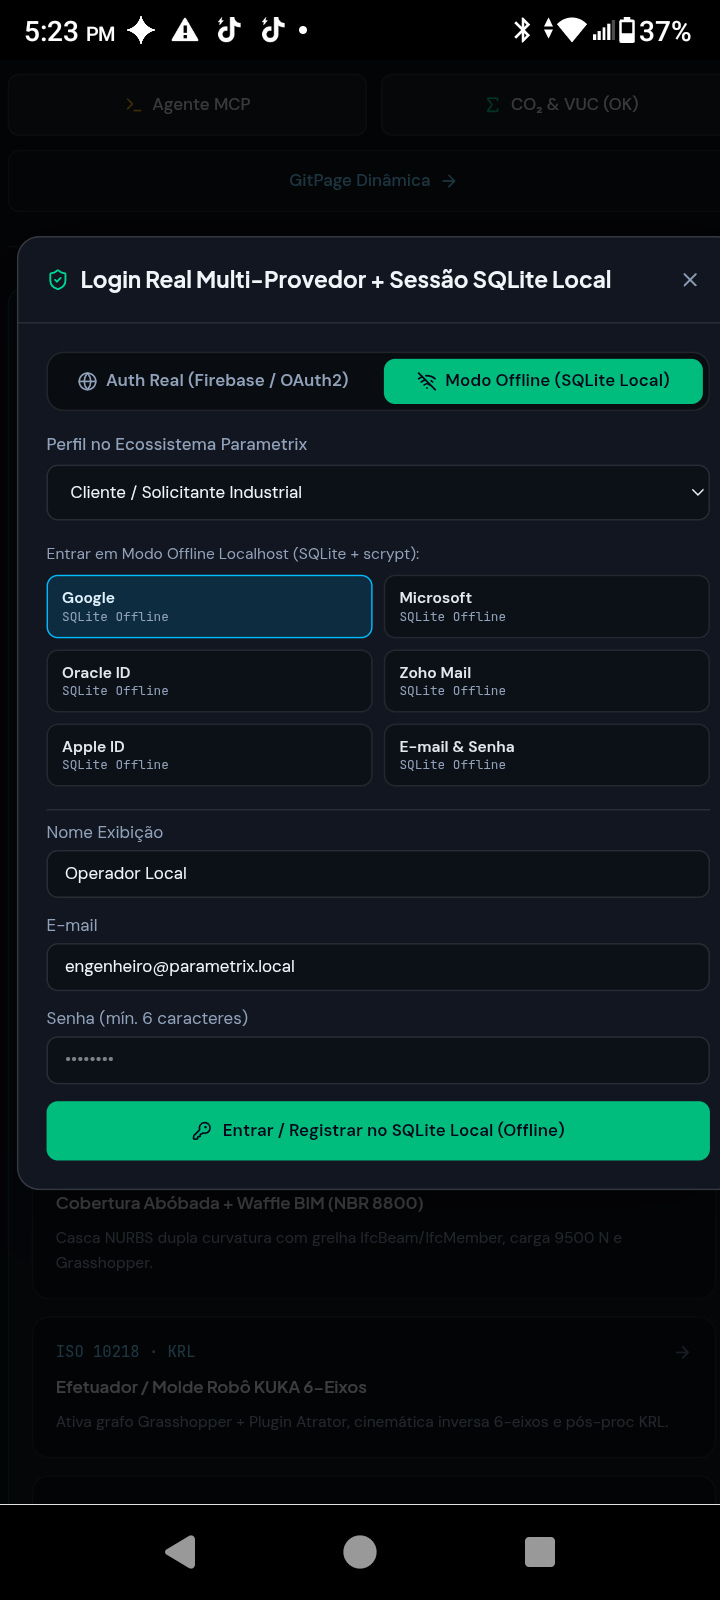 5:23 PM
37%
Agente MCP
CO₂ & VUC (OK)
GitPage Dinâmica →
Login Real Multi-Provedor + Sessão SQLite Local
Auth Real (Firebase / OAuth2)
Modo Offline (SQLite Local)
Perfil no Ecossistema Parametrix
Cliente / Solicitante Industrial
Entrar em Modo Offline Localhost (SQLite + scrypt):
Google
SQLite Offline
Microsoft
SQLite Offline
Oracle ID
SQLite Offline
Zoho Mail
SQLite Offline
Apple ID
SQLite Offline
E-mail & Senha
SQLite Offline
Nome Exibição
Operador Local
E-mail
engenheiro@parametrix.local
Senha (mín. 6 caracteres)
••••••••
Entrar / Registrar no SQLite Local (Offline)
Cobertura Abóbada + Waffle BIM (NBR 8800)
Casca NURBS dupla curvatura com grelha IfcBeam/IfcMember, carga 9500 N e
Grasshopper.
ISO 10218 · KRL →
Efetuador / Molde Robô KUKA 6-Eixos
Ativa grafo Grasshopper + Plugin Atrator, cinemática inversa 6-eixos e pós-proc KRL.